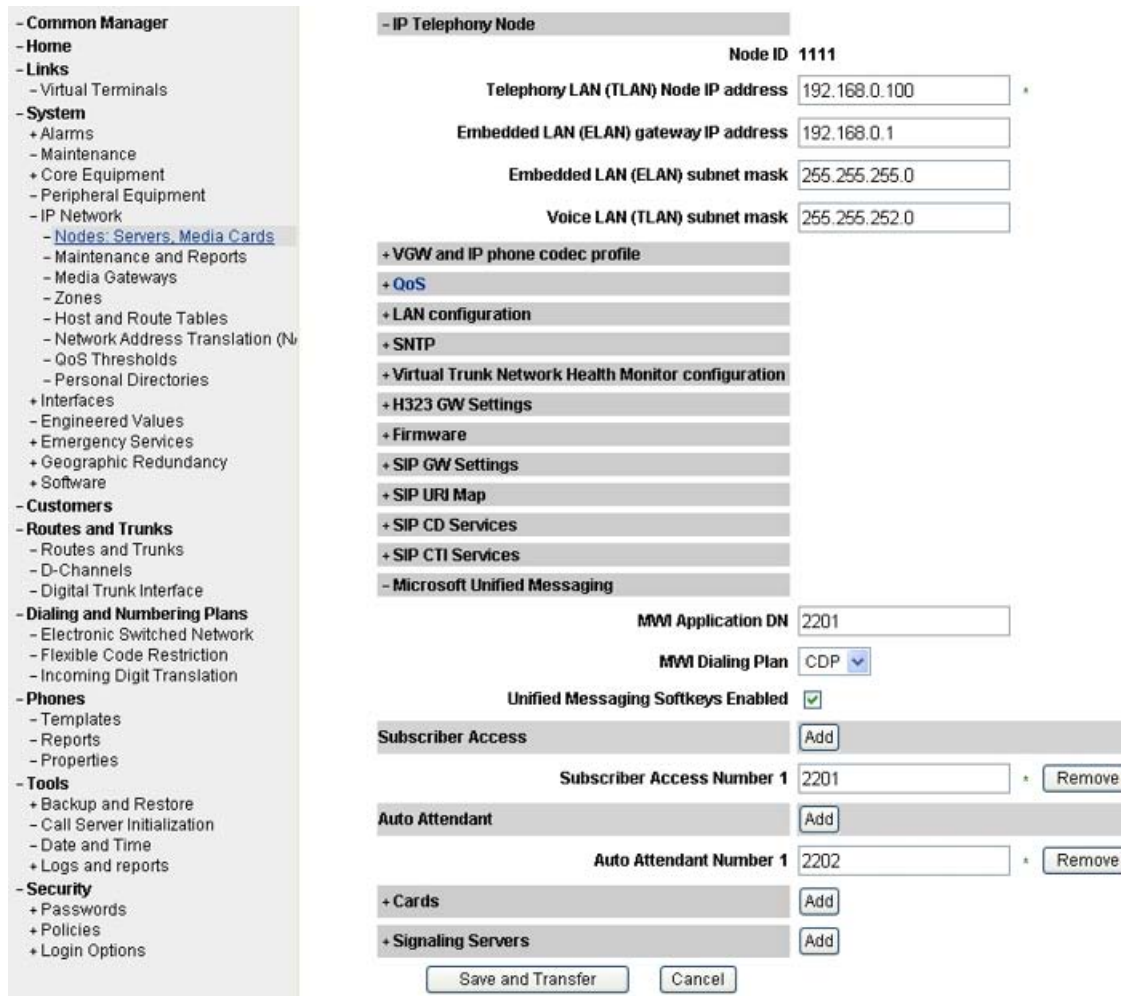 – Common Manager
– Home
– Links
– Virtual Terminals
– System
+ Alarms
– Maintenance
+ Core Equipment
– Peripheral Equipment
– IP Network
– Nodes: Servers, Media Cards
– Maintenance and Reports
– Media Gateways
– Zones
– Host and Route Tables
– Network Address Translation (N
– QoS Thresholds
– Personal Directories
+ Interfaces
– Engineered Values
+ Emergency Services
+ Geographic Redundancy
+ Software
– Customers
– Routes and Trunks
– Routes and Trunks
– D-Channels
– Digital Trunk Interface
– Dialing and Numbering Plans
– Electronic Switched Network
– Flexible Code Restriction
– Incoming Digit Translation
– Phones
– Templates
– Reports
– Properties
– Tools
+ Backup and Restore
– Call Server Initialization
– Date and Time
+ Logs and reports
– Security
+ Passwords
+ Policies
+ Login Options
– IP Telephony Node
Node ID 1111
Telephony LAN (TLAN) Node IP address 192.168.0.100 *
Embedded LAN (ELAN) gateway IP address 192.168.0.1
Embedded LAN (ELAN) subnet mask 255.255.255.0
Voice LAN (TLAN) subnet mask 255.255.252.0
+ VGW and IP phone codec profile
+ QoS
+ LAN configuration
+ SNTP
+ Virtual Trunk Network Health Monitor configuration
+ H323 GW Settings
+ Firmware
+ SIP GW Settings
+ SIP URI Map
+ SIP CD Services
+ SIP CTI Services
– Microsoft Unified Messaging
MWI Application DN 2201
MWI Dialing Plan CDP
Unified Messaging Softkeys Enabled
Subscriber Access Add
Subscriber Access Number 1 2201 * Remove
Auto Attendant Add
Auto Attendant Number 1 2202 * Remove
+ Cards Add
+ Signaling Servers Add
Save and Transfer Cancel